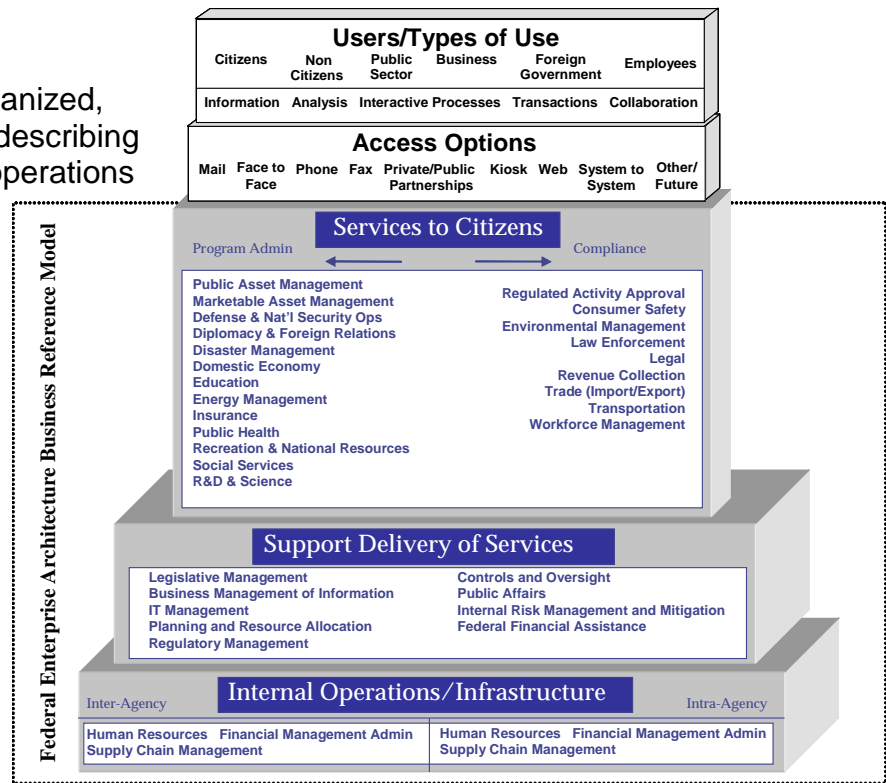 anized,
describing
operations
Users/Types of Use
Citizens Non Citizens Public Sector Business Foreign Government Employees
Information Analysis Interactive Processes Transactions Collaboration
Access Options
Mail Face to Face Phone Fax Private/Public Partnerships Kiosk Web System to System Other/ Future
Federal Enterprise Architecture Business Reference Model
Services to Citizens
Program Admin
Compliance
Public Asset Management
Marketable Asset Management
Defense & Nat'l Security Ops
Diplomacy & Foreign Relations
Disaster Management
Domestic Economy
Education
Energy Management
Insurance
Public Health
Recreation & National Resources
Social Services
R&D & Science
Regulated Activity Approval
Consumer Safety
Environmental Management
Law Enforcement
Legal
Revenue Collection
Trade (Import/Export)
Transportation
Workforce Management
Support Delivery of Services
Legislative Management
Business Management of Information
IT Management
Planning and Resource Allocation
Regulatory Management
Controls and Oversight
Public Affairs
Internal Risk Management and Mitigation
Federal Financial Assistance
Internal Operations/Infrastructure
Inter-Agency
Intra-Agency
Human Resources Financial Management Admin
Supply Chain Management
Human Resources Financial Management Admin
Supply Chain Management